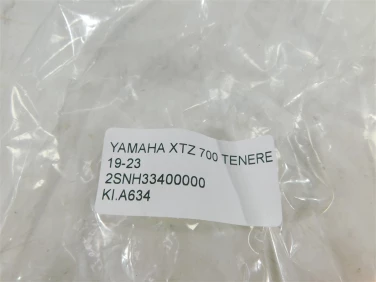 YAMAHA XTZ 700 TENERE
19-23
2SNH33400000
KI.A634